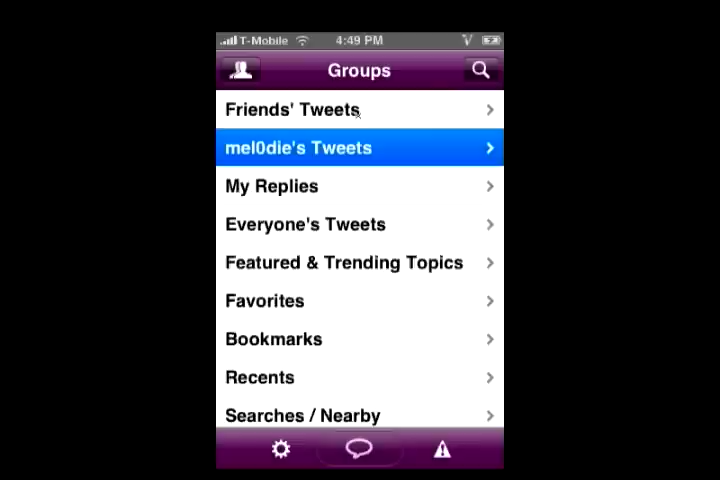 T-Mobile 4:49 PM
Groups
Friends' Tweets
mel0die's Tweets
My Replies
Everyone's Tweets
Featured & Trending Topics
Favorites
Bookmarks
Recents
Searches / Nearby